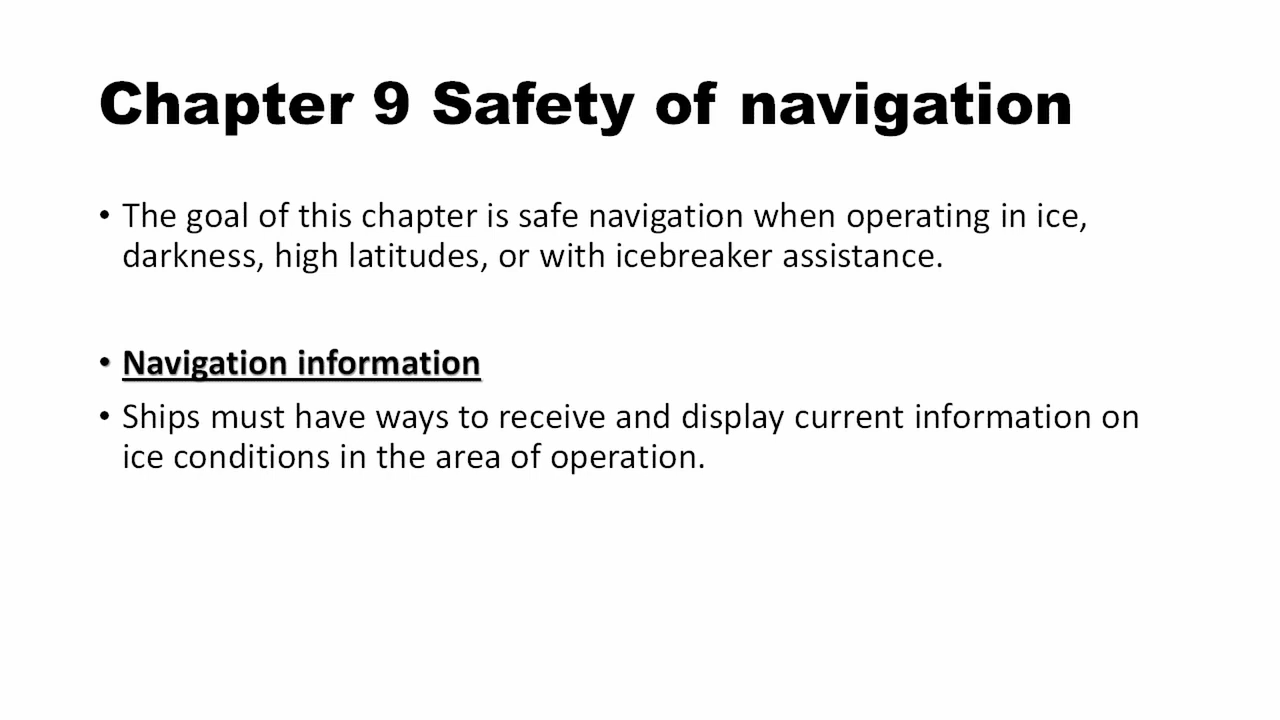 Chapter 9 Safety of navigation
• The goal of this chapter is safe navigation when operating in ice,
darkness, high latitudes, or with icebreaker assistance.
• Navigation information
• Ships must have ways to receive and display current information on
ice conditions in the area of operation.